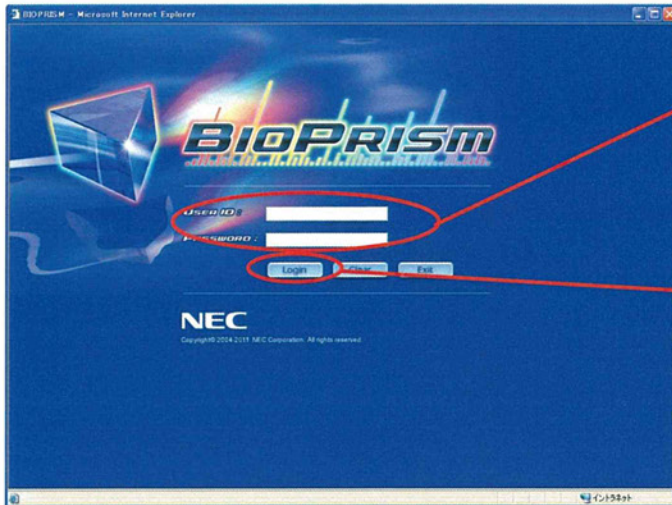 BIOPRISM - Microsoft Internet Explorer
BIOPRISM
USER ID :
PASSWORD :
Login Clear Exit
NEC
Copyright© 2004-2011 NEC Corporation. All rights reserved.
イントラネット